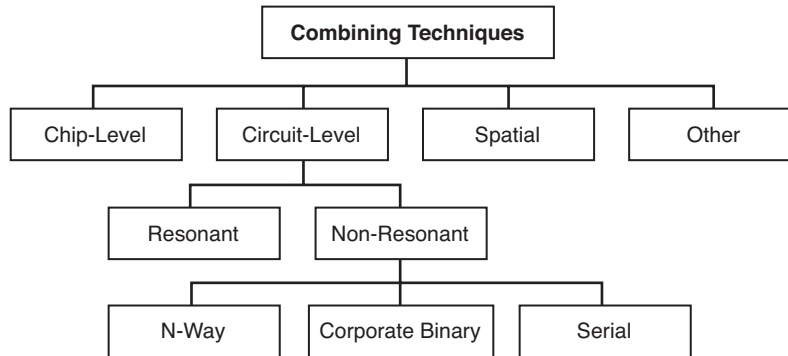 Combining Techniques
Chip-Level
Circuit-Level
Spatial
Other
Resonant
Non-Resonant
N-Way
Corporate Binary
Serial